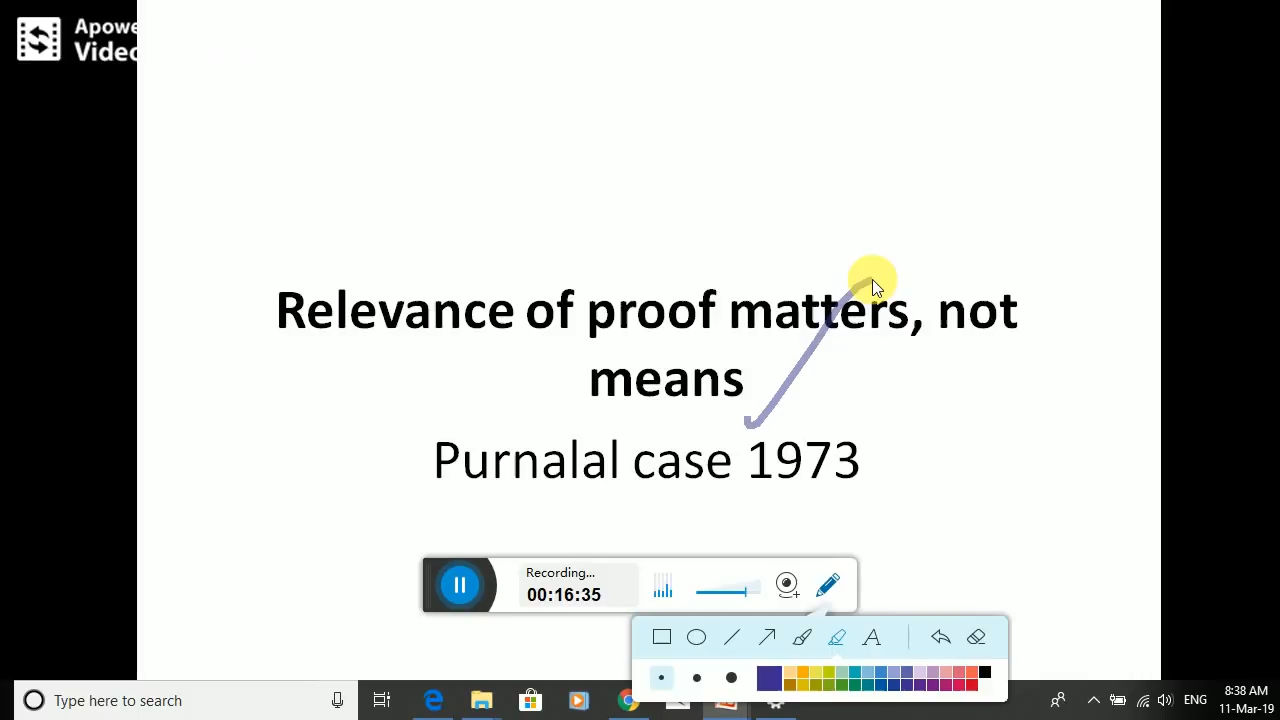 Apowe
Video
Relevance of proof matters, not
means
Purnalal case 1973
Recording...
00:16:35
A
Type here to search
ENG
8:38 AM
11-Mar-19